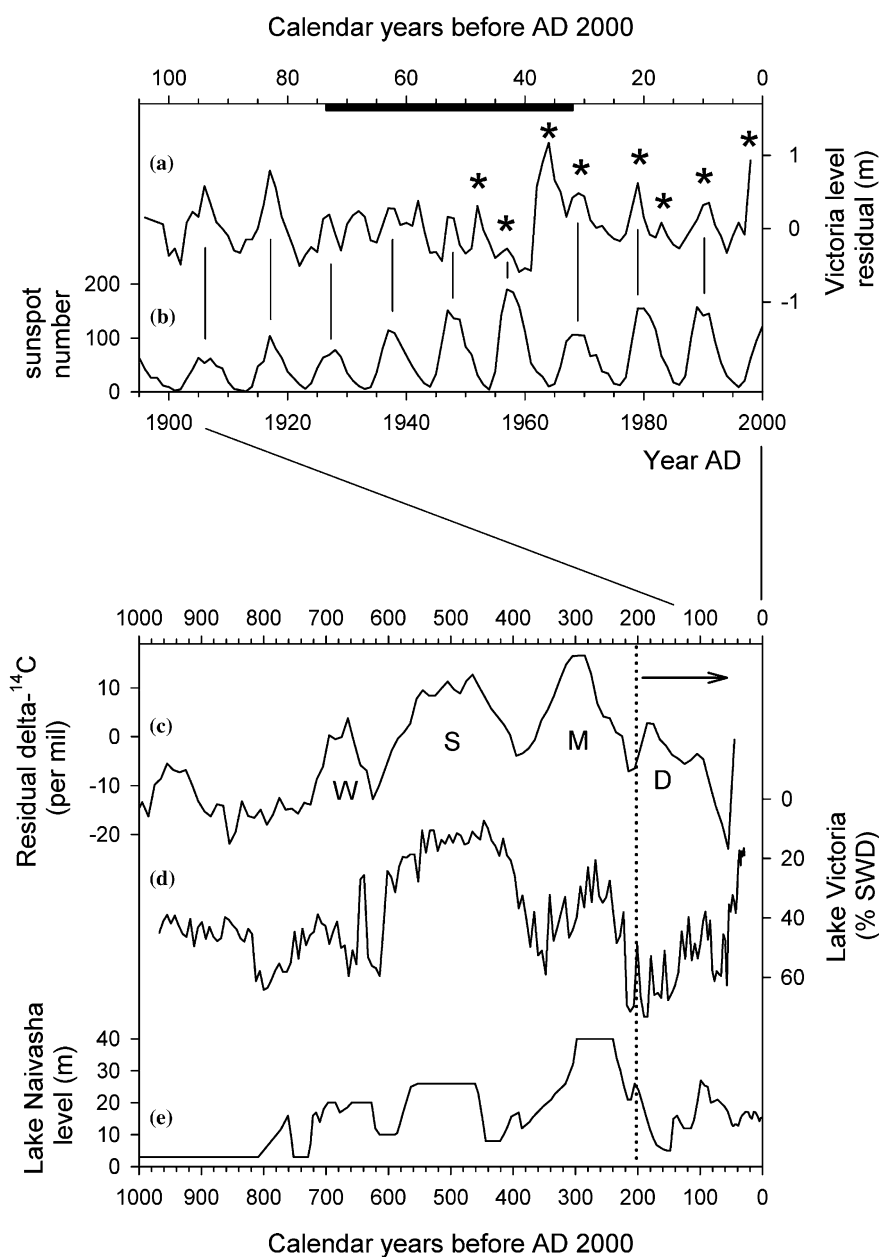 Calendar years before AD 2000
100 80 60 40 20 0
(a)
* * * * * * * * *
1
0
-1
Victoria level
residual (m)
200
100
0
(b)
sunspot
number
1900 1920 1940 1960 1980 2000
Year AD
1000 900 800 700 600 500 400 300 200 100 0
10
0
-10
-20
Residual delta-¹⁴C
(per mil)
(c)
W S M D
0
20
40
60
Lake Victoria
(% SWD)
(d)
40
30
20
10
0
Lake Naivasha
level (m)
(e)
1000 900 800 700 600 500 400 300 200 100 0
Calendar years before AD 2000